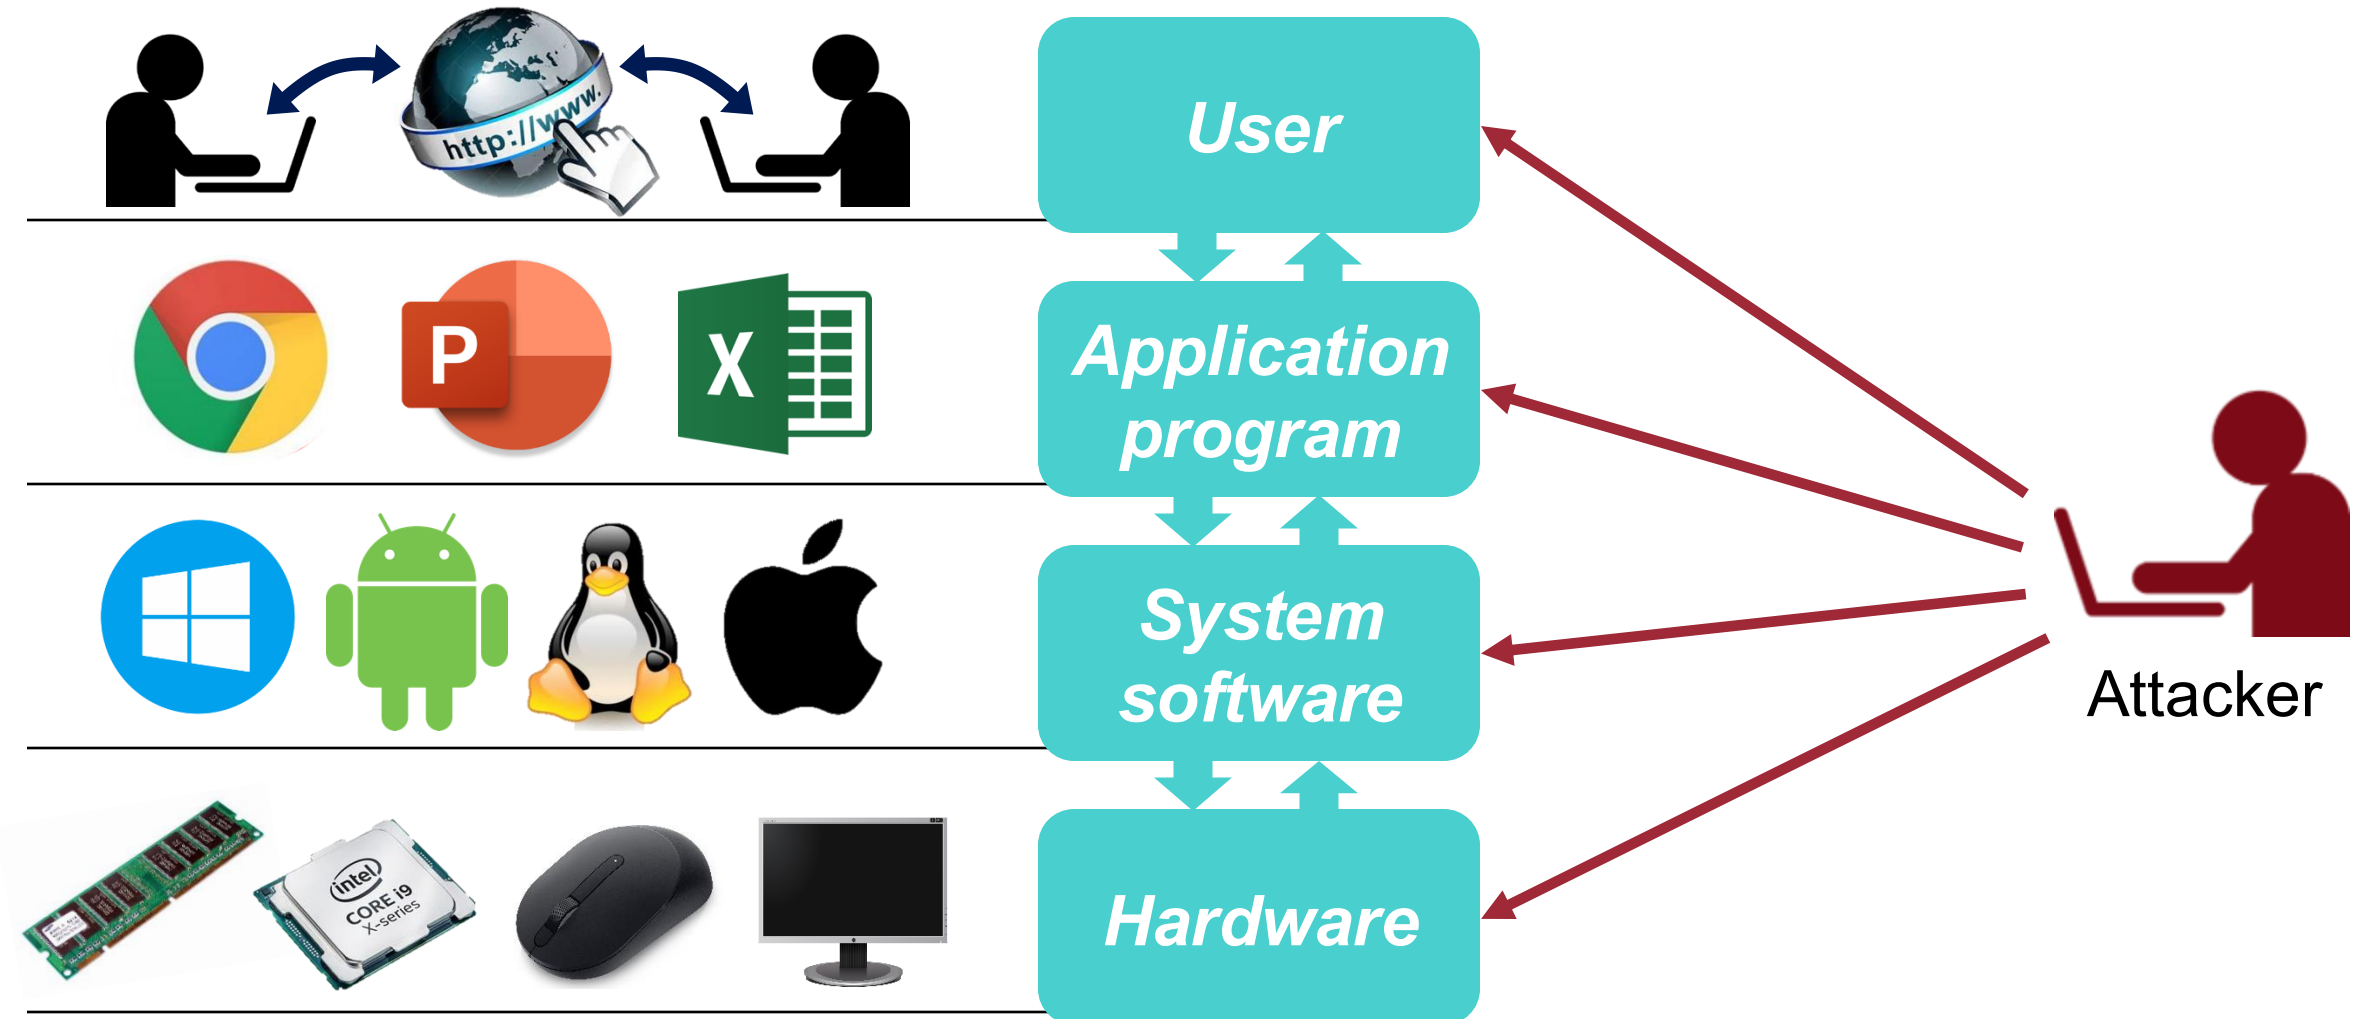 http://www.
User
P
X
Application
program
System
software
intel
CORE i9
X-series
Hardware
Attacker